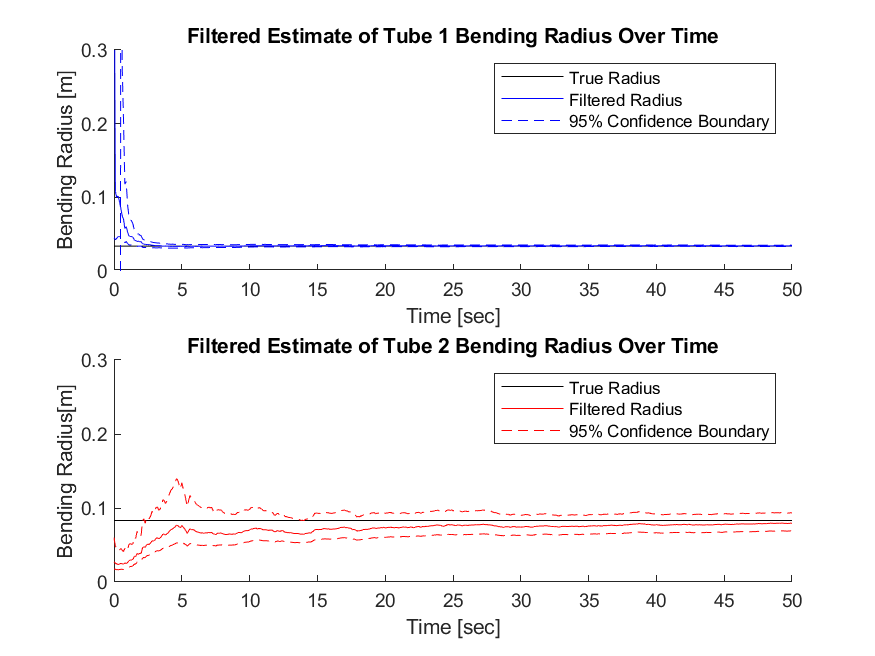 Filtered Estimate of Tube 1 Bending Radius Over Time
0.3
0.2
0.1
0
Bending Radius [m]
True Radius
Filtered Radius
95% Confidence Boundary
0 5 10 15 20 25 30 35 40 45 50
Time [sec]
Filtered Estimate of Tube 2 Bending Radius Over Time
0.3
0.2
0.1
0
Bending Radius[m]
True Radius
Filtered Radius
95% Confidence Boundary
0 5 10 15 20 25 30 35 40 45 50
Time [sec]